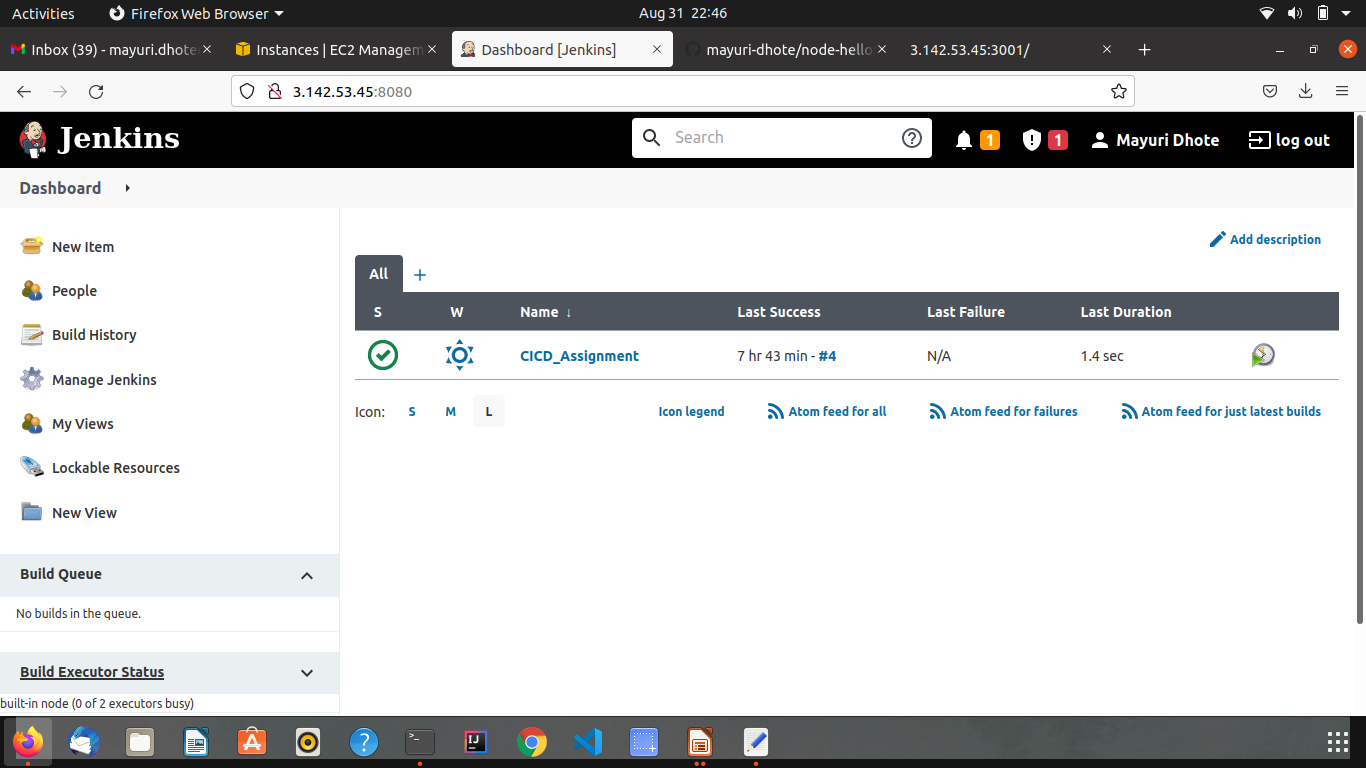 Activities Firefox Web Browser Aug 31 22:46
Inbox (39) - mayuri.dhote Instances | EC2 Managem Dashboard [Jenkins] mayuri-dhote/node-hello 3.142.53.45:3001/
3.142.53.45:8080
Jenkins Search 1 1 Mayuri Dhote log out
Dashboard
New Item
People
Build History
Manage Jenkins
My Views
Lockable Resources
New View
Build Queue
No builds in the queue.
Build Executor Status
built-in node (0 of 2 executors busy)
Add description
All +
S W Name ↓ Last Success Last Failure Last Duration
CICD_Assignment 7 hr 43 min - #4 N/A 1.4 sec
Icon: S M L Icon legend Atom feed for all Atom feed for failures Atom feed for just latest builds